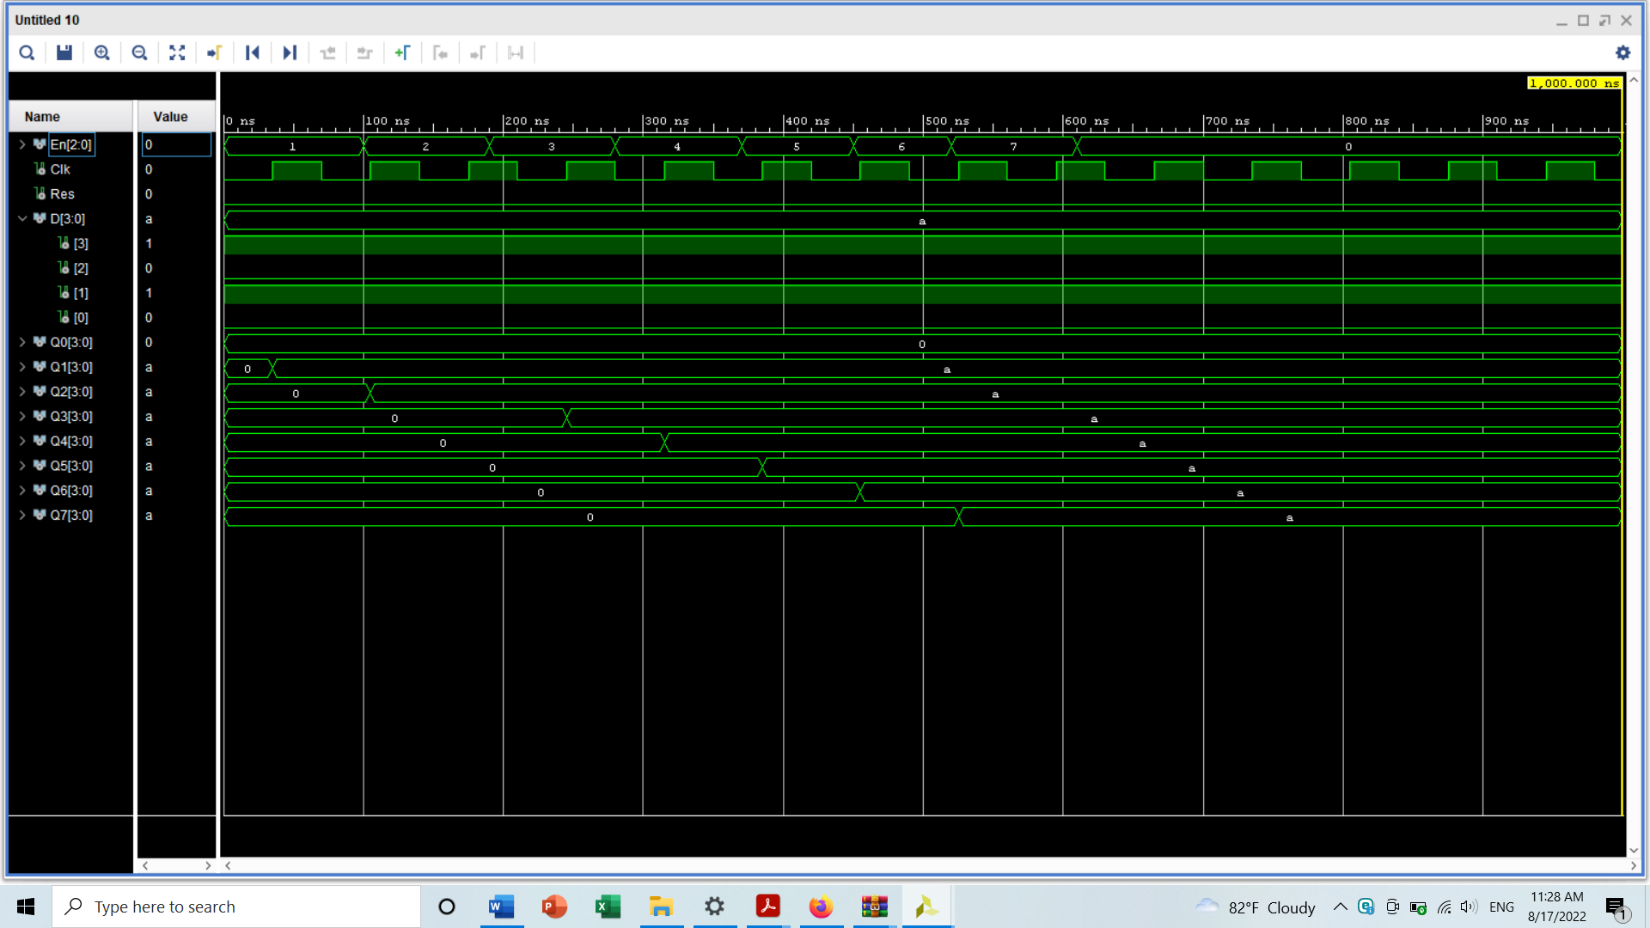 Untitled 10
1,000.000 ns
Name Value
0 ns 100 ns 200 ns 300 ns 400 ns 500 ns 600 ns 700 ns 800 ns 900 ns
En[2:0] 0 1 2 3 4 5 6 7 0
Clk 0
Res 0
D[3:0] a a
[3] 1
[2] 0
[1] 1
[0] 0
Q0[3:0] 0 0
Q1[3:0] a 0 a
Q2[3:0] a 0 a
Q3[3:0] a 0 a
Q4[3:0] a 0 a
Q5[3:0] a 0 a
Q6[3:0] a 0 a
Q7[3:0] a 0 a
Type here to search
82°F Cloudy
ENG
11:28 AM
8/17/2022
1